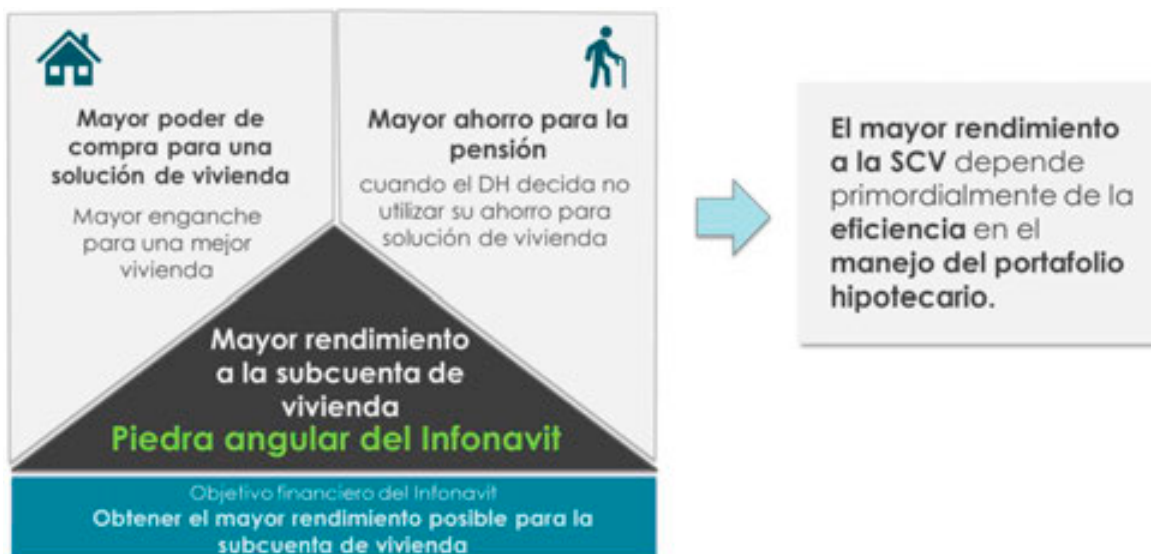 Mayor poder de
compra para una
solución de vivienda
Mayor enganche
para una mejor
vivienda
Mayor ahorro para la
pensión
cuando el DH decida no
utilizar su ahorro para
solución de vivienda
Mayor rendimiento
a la subcuenta de
vivienda
Piedra angular del Infonavit
Objetivo financiero del Infonavit
Obtener el mayor rendimiento posible para la
subcuenta de vivienda
El mayor rendimiento
a la SCV depende
primordialmente de la
eficiencia en el
manejo del portafolio
hipotecario.